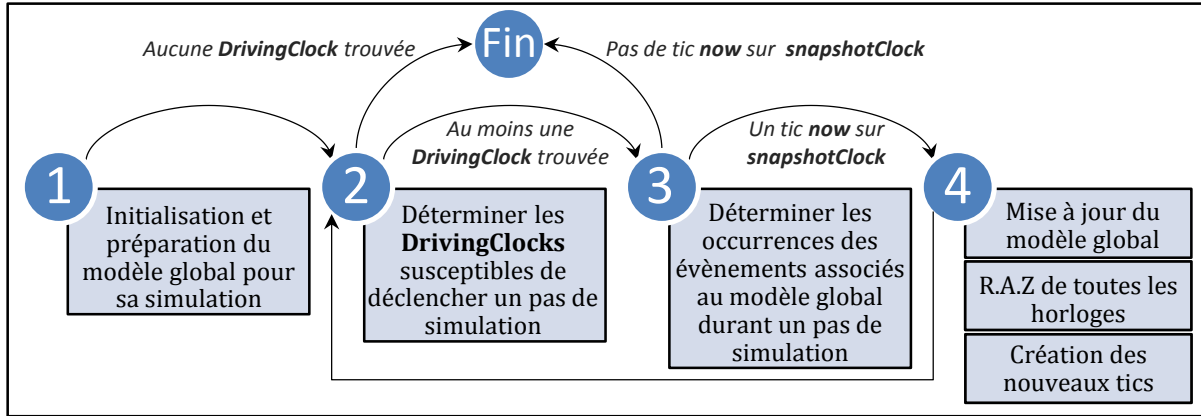 Aucune DrivingClock trouvée
Fin
Pas de tic now sur snapshotClock
Au moins une
DrivingClock trouvée
Un tic now sur
snapshotClock
1
Initialisation et
préparation du
modèle global pour
sa simulation
2
Déterminer les
DrivingClocks
susceptibles de
déclencher un pas de
simulation
3
Déterminer les
occurrences des
évènements associés
au modèle global
durant un pas de
simulation
4
Mise à jour du
modèle global
R.A.Z de toutes les
horloges
Création des
nouveaux tics